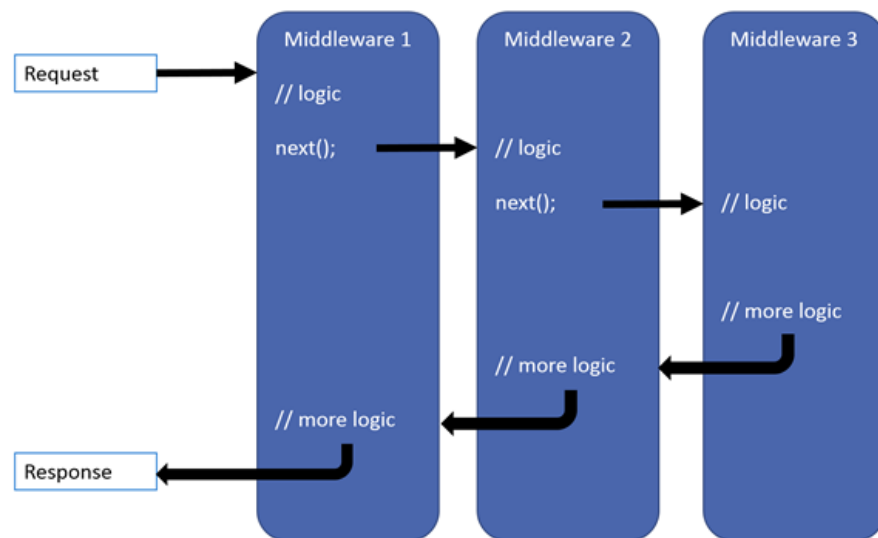 Middleware 1
Middleware 2
Middleware 3
Request
// logic
next();
// logic
next();
// logic
// more logic
// more logic
// more logic
Response